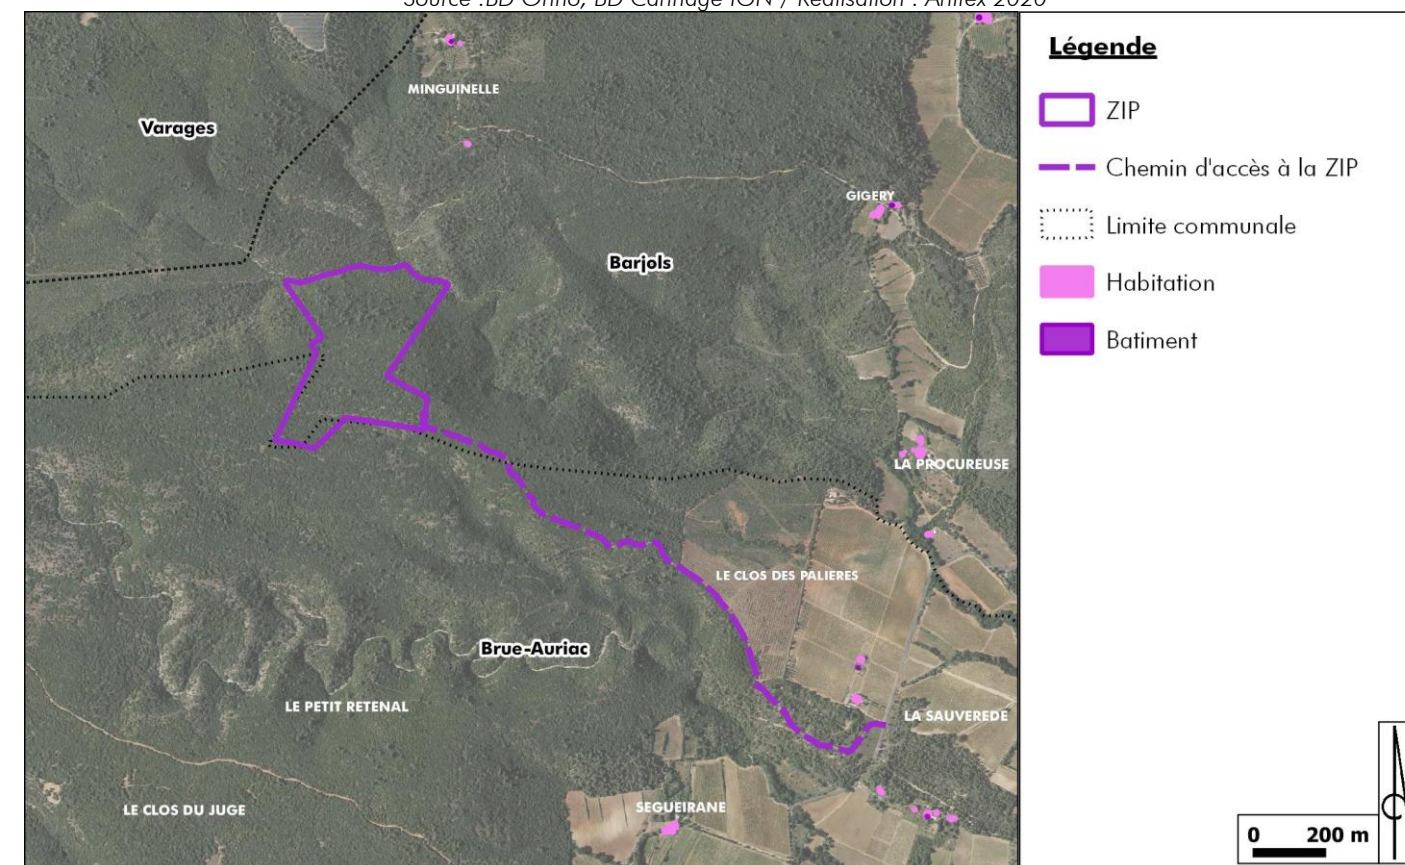 Source :BD Ortho, BD Carthage IGN / Réalisation : Artifex 2020
MINGUINELLE
Varages
GIGERY
Barjols
LA PROCUREUSE
LE CLOS DES PALIERES
Brue-Auriac
LE PETIT RETENAL
LA SAUVEREDE
LE CLOS DU JUGE
SEGUEIRANE
Légende
ZIP
Chemin d'accès à la ZIP
Limite communale
Habitation
Batiment
0 200 m